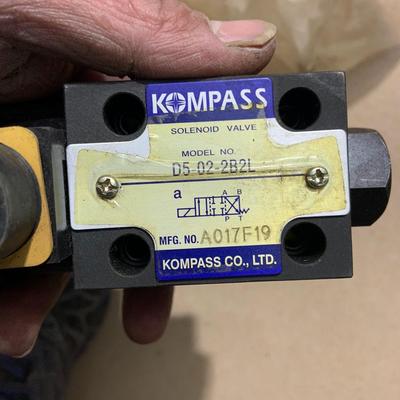 KOMPASS
SOLENOID VALVE
MODEL NO.
D5-02-2B2L
a
A B
P T
MFG. NO. A017F19
KOMPASS CO., LTD.